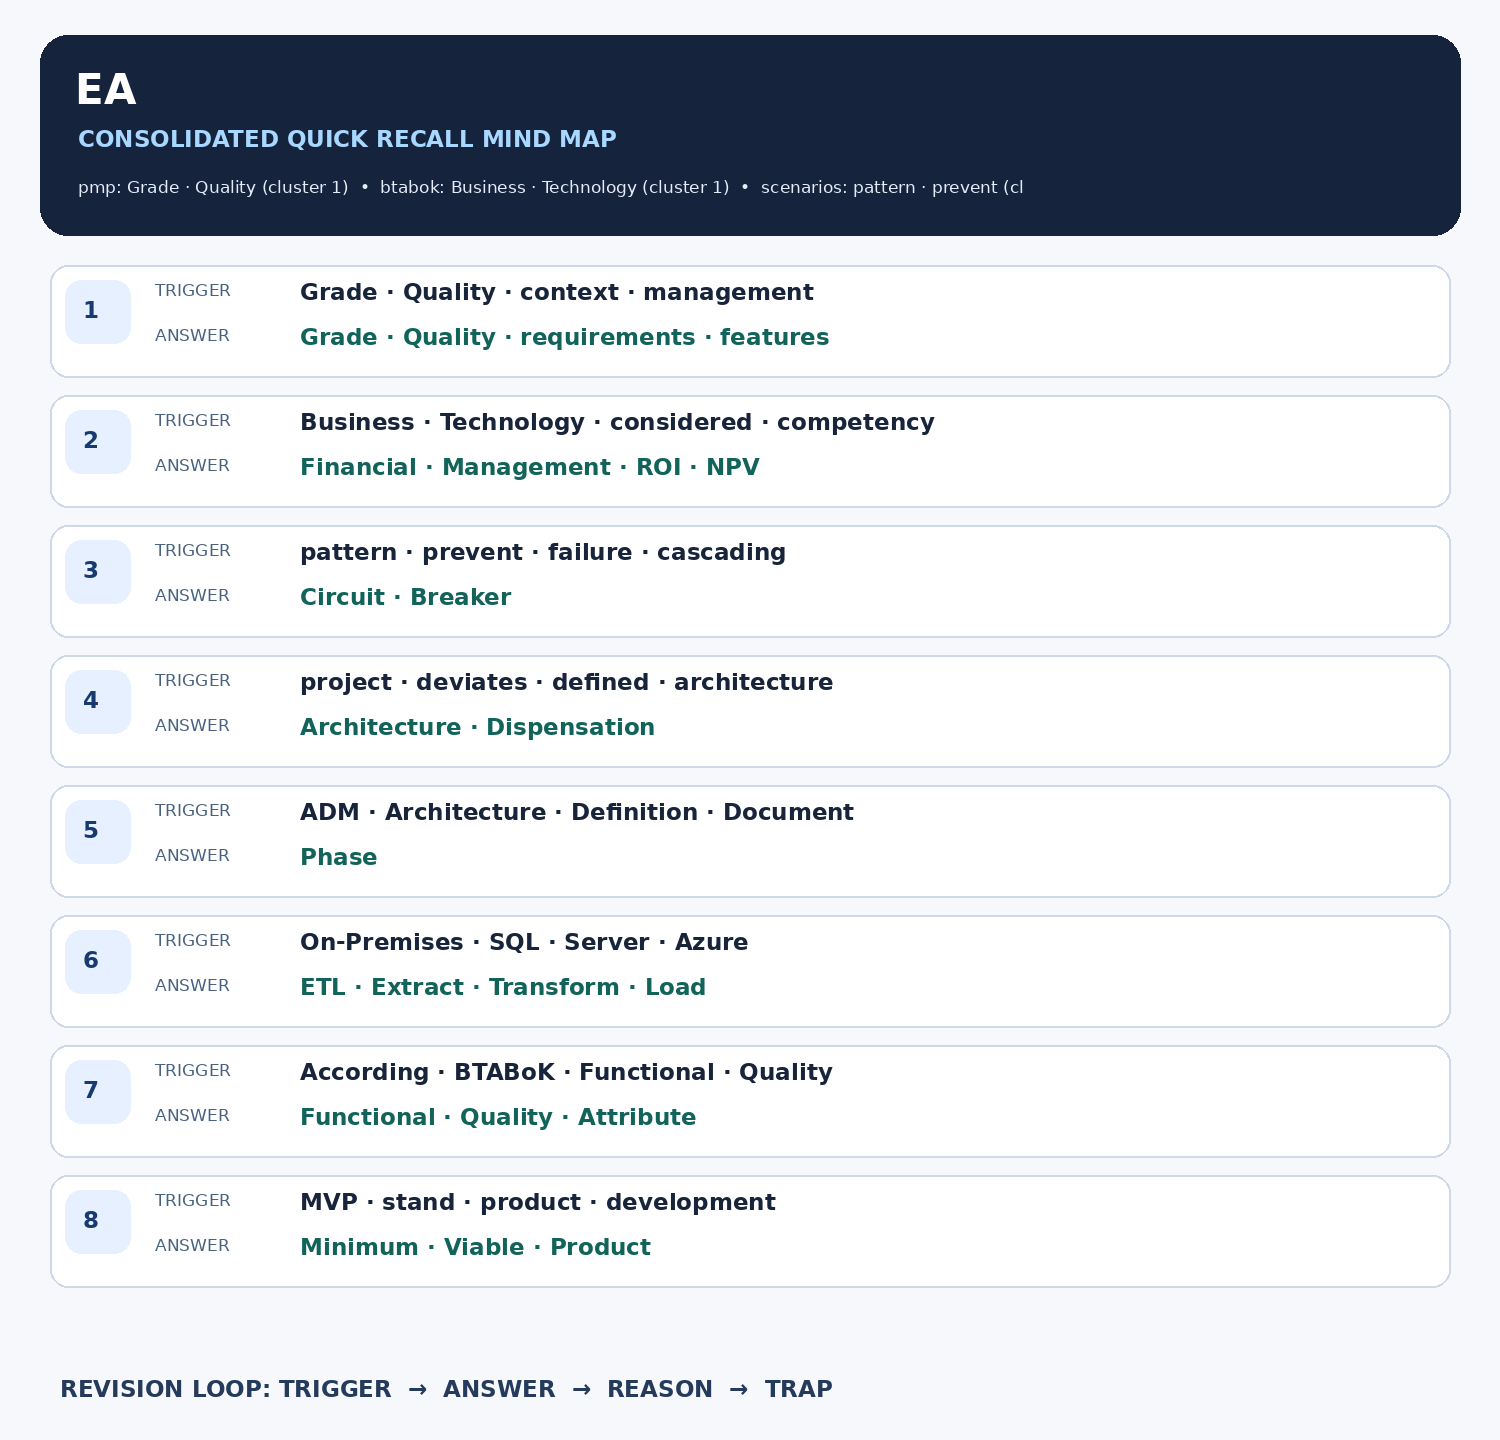 EA
CONSOLIDATED QUICK RECALL MIND MAP
pmp: Grade · Quality (cluster 1) • btabok: Business · Technology (cluster 1) • scenarios: pattern · prevent (cl
1
TRIGGER Grade · Quality · context · management
ANSWER Grade · Quality · requirements · features
2
TRIGGER Business · Technology · considered · competency
ANSWER Financial · Management · ROI · NPV
3
TRIGGER pattern · prevent · failure · cascading
ANSWER Circuit · Breaker
4
TRIGGER project · deviates · defined · architecture
ANSWER Architecture · Dispensation
5
TRIGGER ADM · Architecture · Definition · Document
ANSWER Phase
6
TRIGGER On-Premises · SQL · Server · Azure
ANSWER ETL · Extract · Transform · Load
7
TRIGGER According · BTABoK · Functional · Quality
ANSWER Functional · Quality · Attribute
8
TRIGGER MVP · stand · product · development
ANSWER Minimum · Viable · Product
REVISION LOOP: TRIGGER → ANSWER → REASON → TRAP